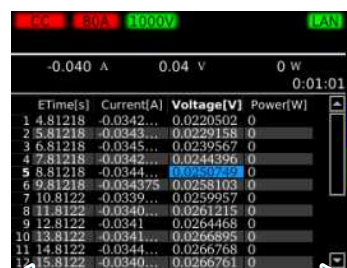 CC 80A 1000V LAN
-0.040 A 0.04 V 0 W
0:01:01
ETime[s] Current[A] Voltage[V] Power[W]
1 4.81218 -0.0342... 0.0220502 0
2 5.81218 -0.0343... 0.0229158 0
3 6.81218 -0.0345... 0.0239567 0
4 7.81218 -0.0342... 0.0244396 0
5 8.81218 -0.0344... 0.0250749 0
6 9.81218 -0.034375 0.0258103 0
7 10.8122 -0.0339... 0.0259957 0
8 11.8122 -0.0340... 0.0261215 0
9 12.8122 -0.0341... 0.0264468 0
10 13.8122 -0.0341... 0.0266895 0
11 14.8122 -0.0344... 0.0266768 0
12 15.8122 -0.0340... 0.0266761 0